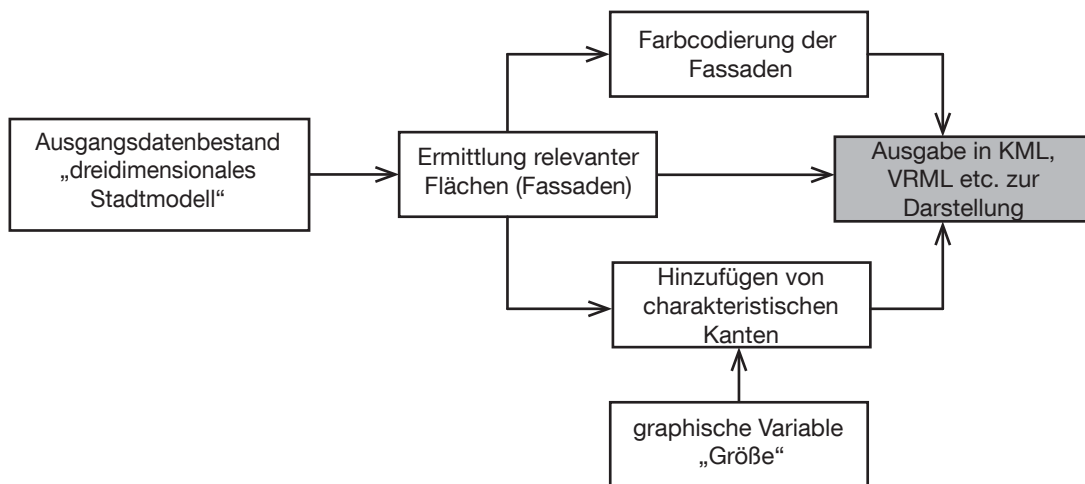 Farbcodierung der
Fassaden
Ausgangsdatenbestand
„dreidimensionales
Stadtmodell“
Ermittlung relevanter
Flächen (Fassaden)
Ausgabe in KML,
VRML etc. zur
Darstellung
Hinzufügen von
charakteristischen
Kanten
graphische Variable
„Größe“